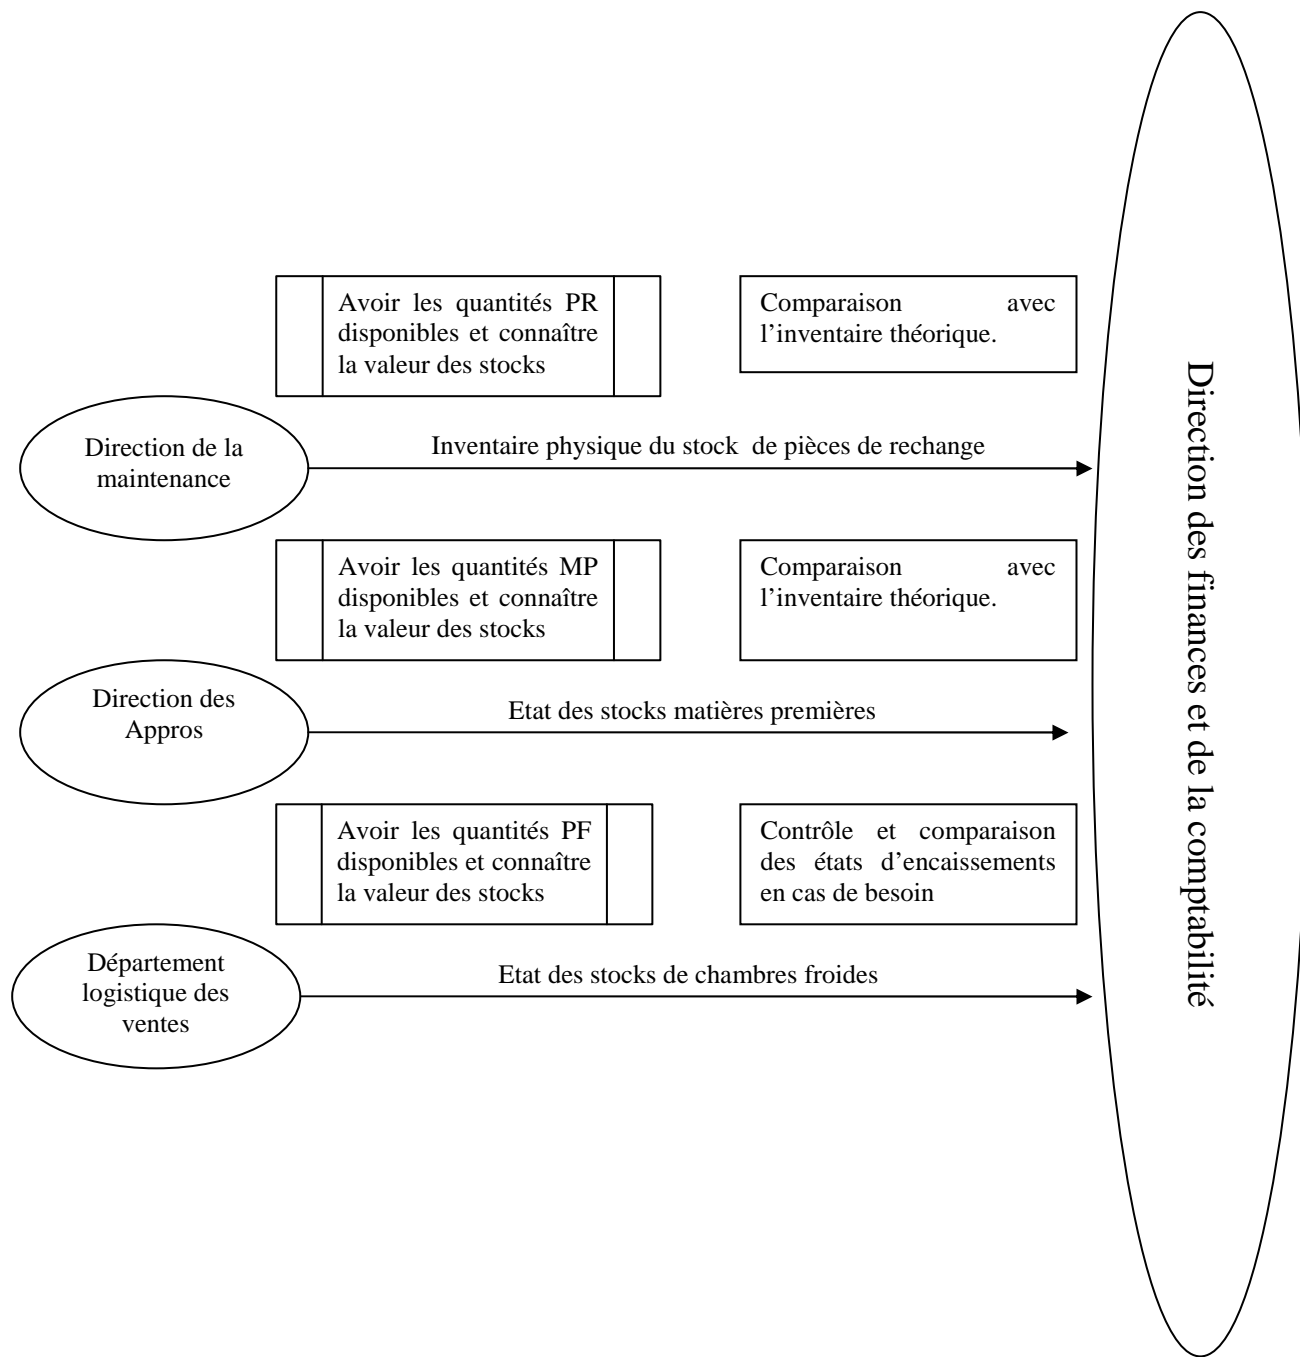 Avoir les quantités PR
disponibles et connaître
la valeur des stocks
Comparaison avec
l’inventaire théorique.
Direction de la
maintenance
Inventaire physique du stock de pièces de rechange
Avoir les quantités MP
disponibles et connaître
la valeur des stocks
Comparaison avec
l’inventaire théorique.
Direction des
Appros
Etat des stocks matières premières
Avoir les quantités PF
disponibles et connaître
la valeur des stocks
Contrôle et comparaison
des états d’encaissements
en cas de besoin
Département
logistique des
ventes
Etat des stocks de chambres froides
Direction des finances et de la comptabilité